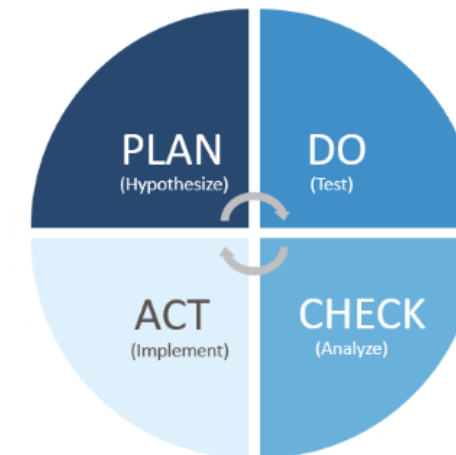 PLAN
(Hypothesize)
DO
(Test)
ACT
(Implement)
CHECK
(Analyze)